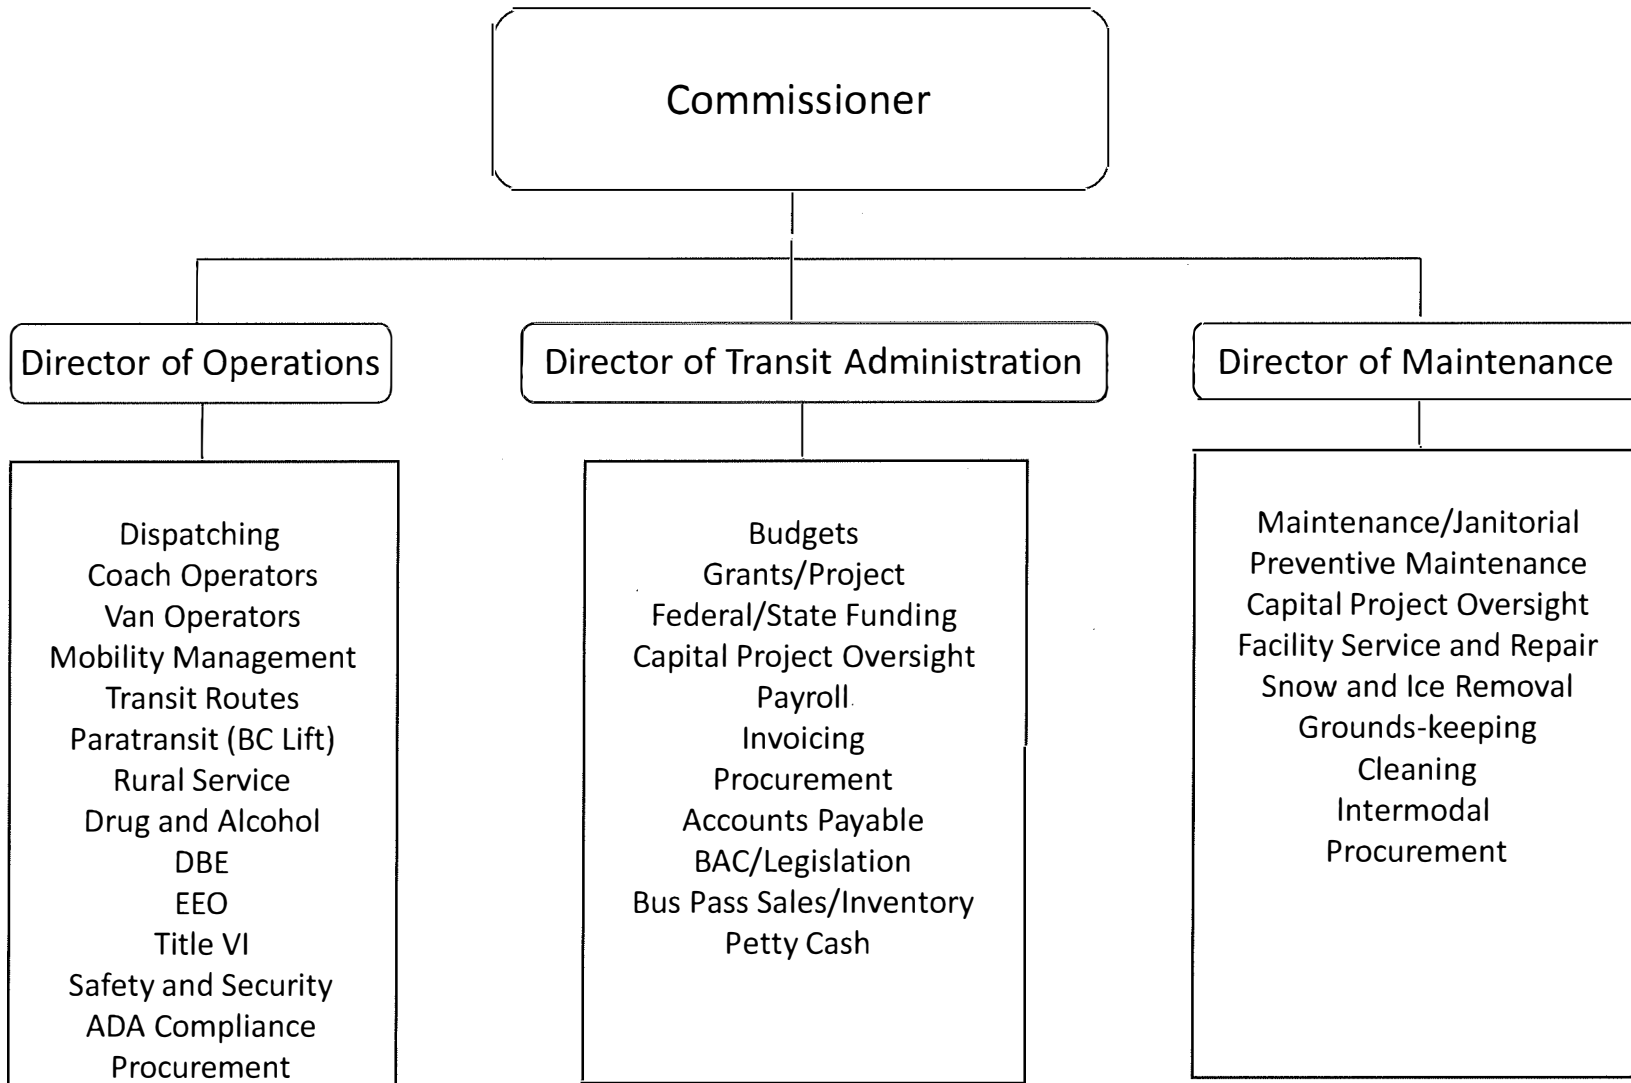 Commissioner
Director of Operations
Director of Transit Administration
Director of Maintenance
Dispatching
Coach Operators
Van Operators
Mobility Management
Transit Routes
Paratransit (BC Lift)
Rural Service
Drug and Alcohol
DBE
EEO
Title VI
Safety and Security
ADA Compliance
Procurement
Budgets
Grants/Project
Federal/State Funding
Capital Project Oversight
Payroll
Invoicing
Procurement
Accounts Payable
BAC/Legislation
Bus Pass Sales/Inventory
Petty Cash
Maintenance/Janitorial
Preventive Maintenance
Capital Project Oversight
Facility Service and Repair
Snow and Ice Removal
Grounds-keeping
Cleaning
Intermodal
Procurement